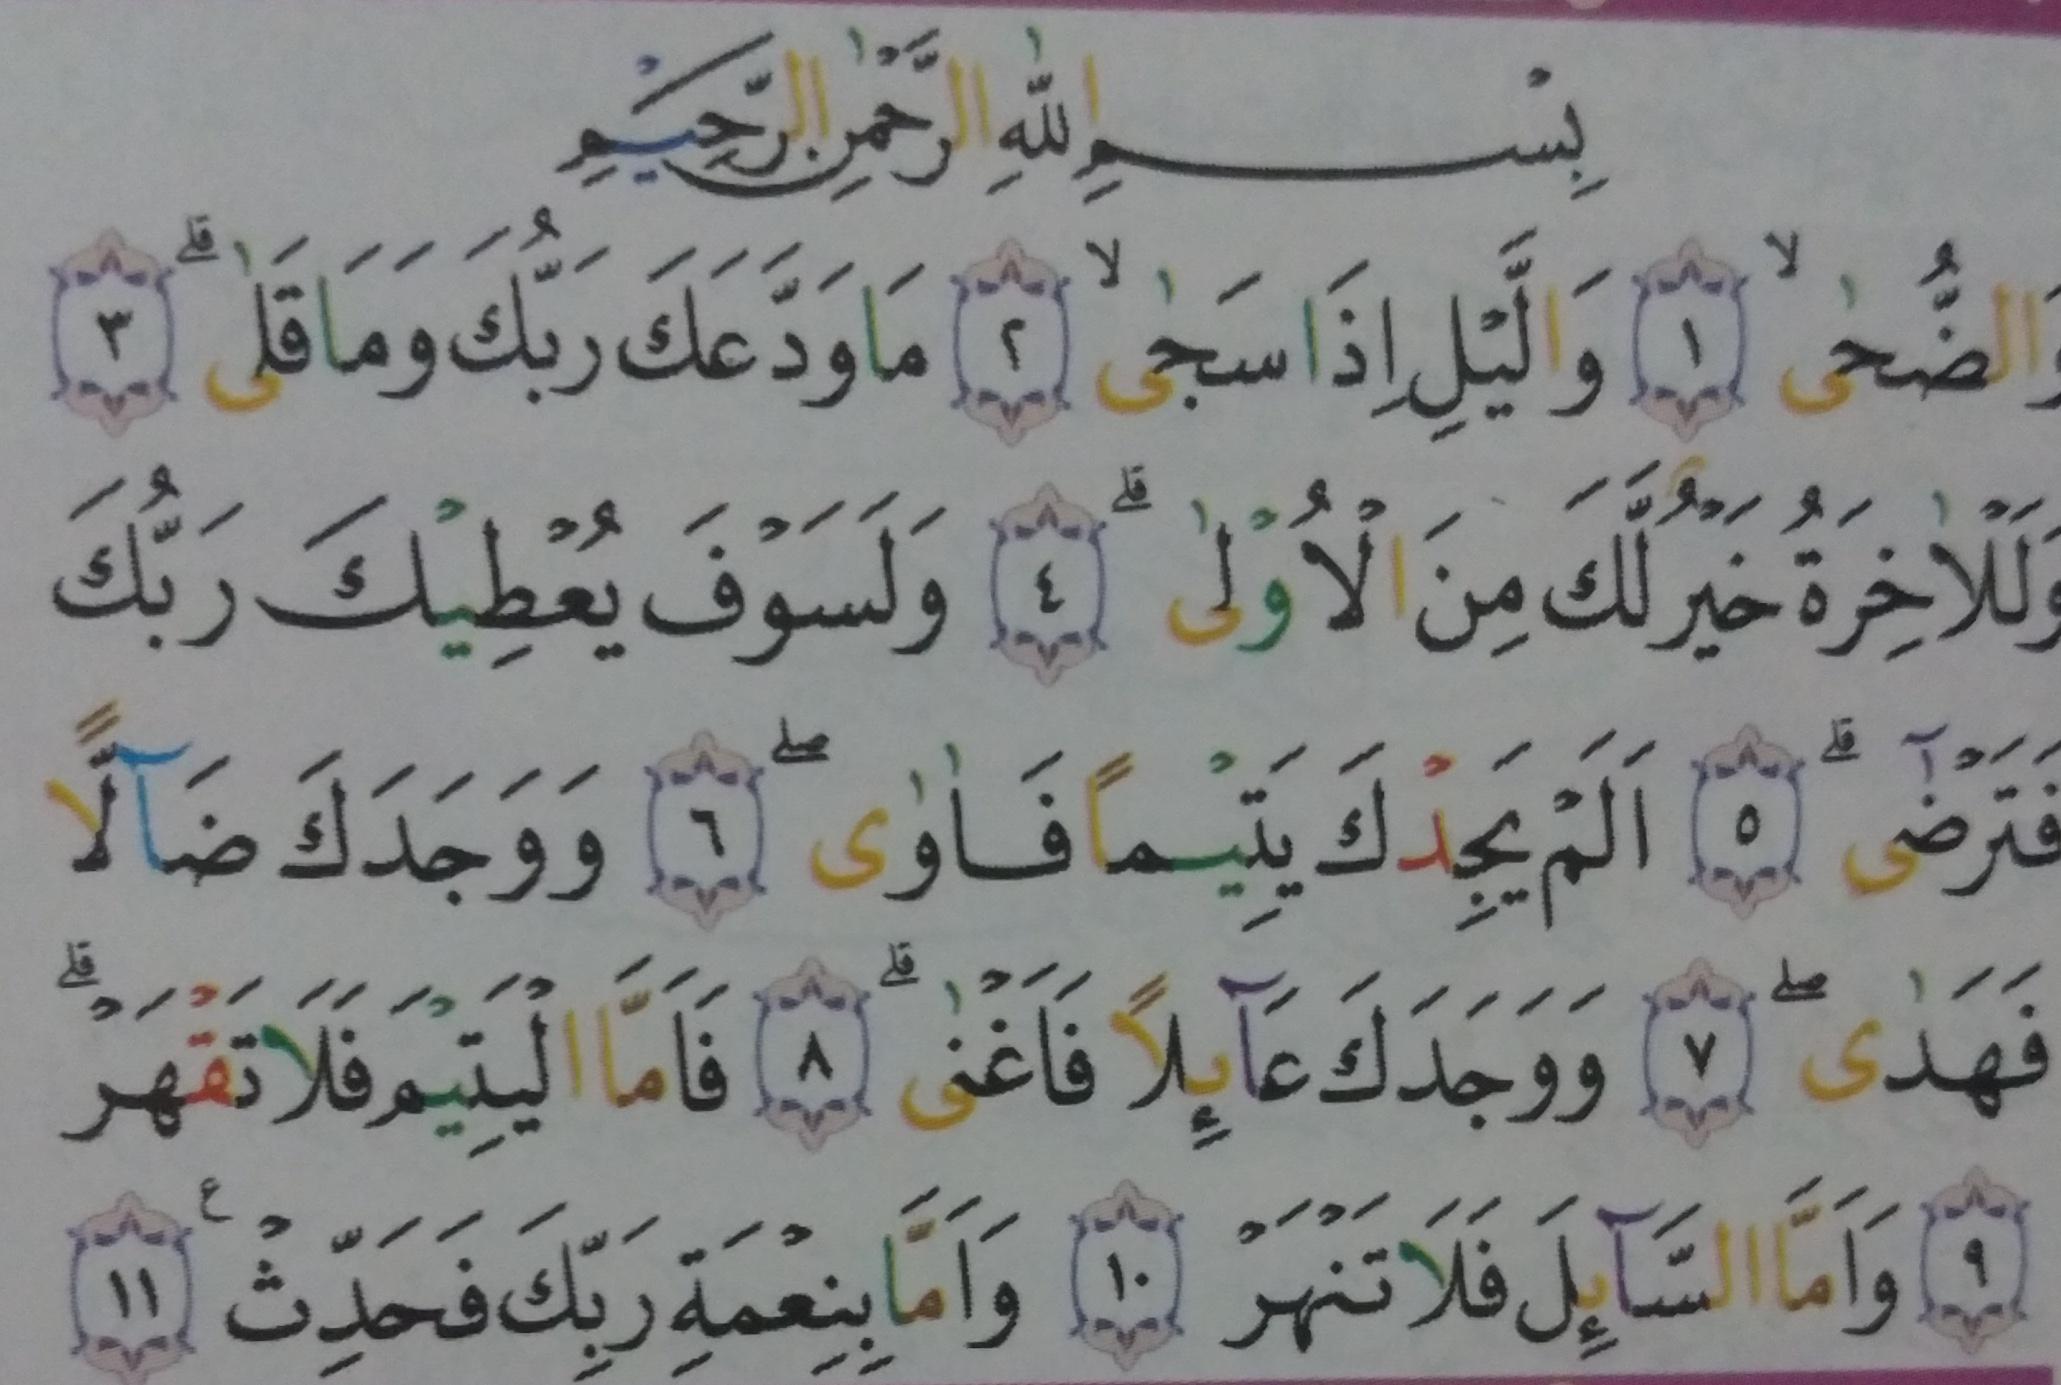 بِسْمِ اللّٰهِ الرَّحْمٰنِ الرَّحِيْمِ
وَالضُّحٰىۙ ١ وَالَّيْلِ اِذَا سَجٰىۙ ٢ مَا وَدَّعَكَ رَبُّكَ وَمَا قَلٰىۗ ٣
وَلَلْاٰخِرَةُ خَيْرٌ لَّكَ مِنَ الْاُوْلٰىۗ ٤ وَلَسَوْفَ يُعْطِيْكَ رَبُّكَ
فَتَرْضٰىۗ ٥ اَلَمْ يَجِدْكَ يَتِيْمًا فَاٰوٰىۖ ٦ وَوَجَدَكَ ضَاۤلًّا
فَهَدٰىۖ ٧ وَوَجَدَكَ عَاۤىِٕلًا فَاَغْنٰىۗ ٨ فَاَمَّا الْيَتِيْمَ فَلَا تَقْهَرْۗ
٩ وَاَمَّا السَّاۤىِٕلَ فَلَا تَنْهَرْ ١٠ وَاَمَّا بِنِعْمَةِ رَبِّكَ فَحَدِّثْ ࣖ ١١